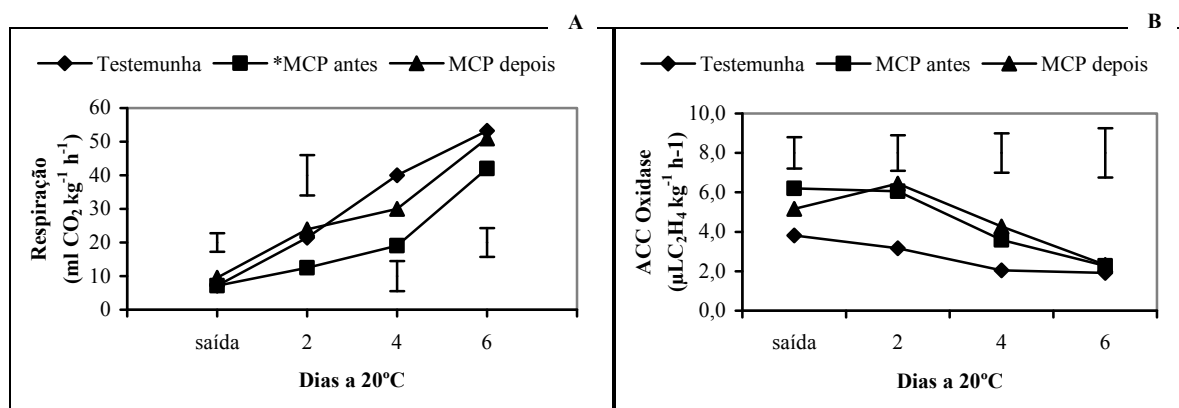 A
Testemunha *MCP antes MCP depois
Respiração
(ml CO₂ kg⁻¹ h⁻¹)
60
50
40
30
20
10
0
saída 2 4 6
Dias a 20ºC
B
Testemunha MCP antes MCP depois
ACC Oxidase
(µLC₂H₄ kg⁻¹ h-1)
10,0
8,0
6,0
4,0
2,0
0,0
saída 2 4 6
Dias a 20ºC